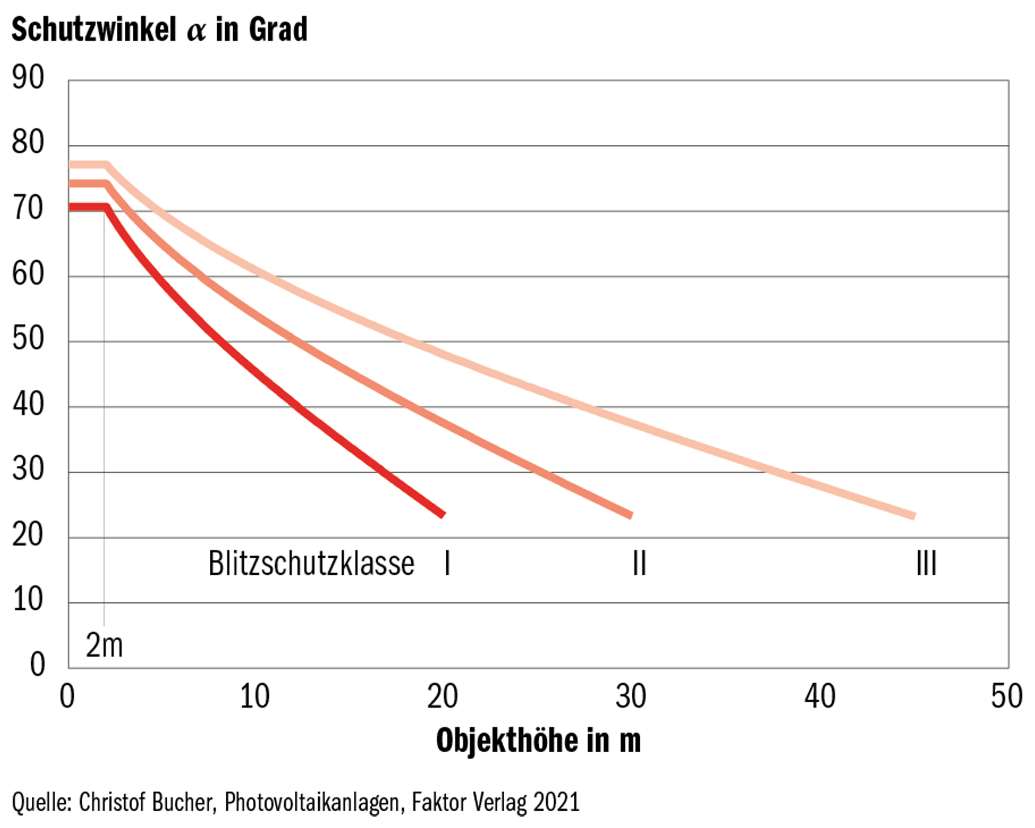 Schutzwinkel α in Grad
90
80
70
60
50
40
30
20
10
0
Blitzschutzklasse I II III
2m
0 10 20 30 40 50
Objekthöhe in m
Quelle: Christof Bucher, Photovoltaikanlagen, Faktor Verlag 2021